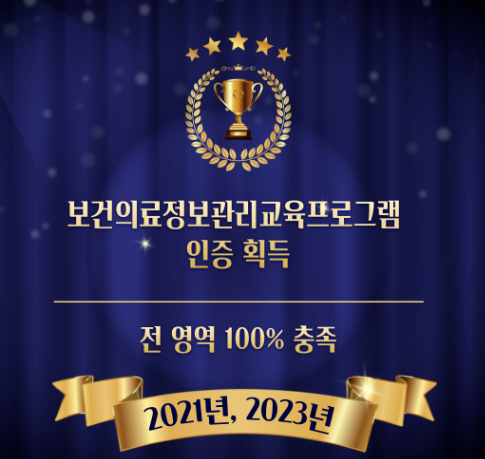 보건의료정보관리교육프로그램
인증 획득
전 영역 100% 충족
2021년, 2023년